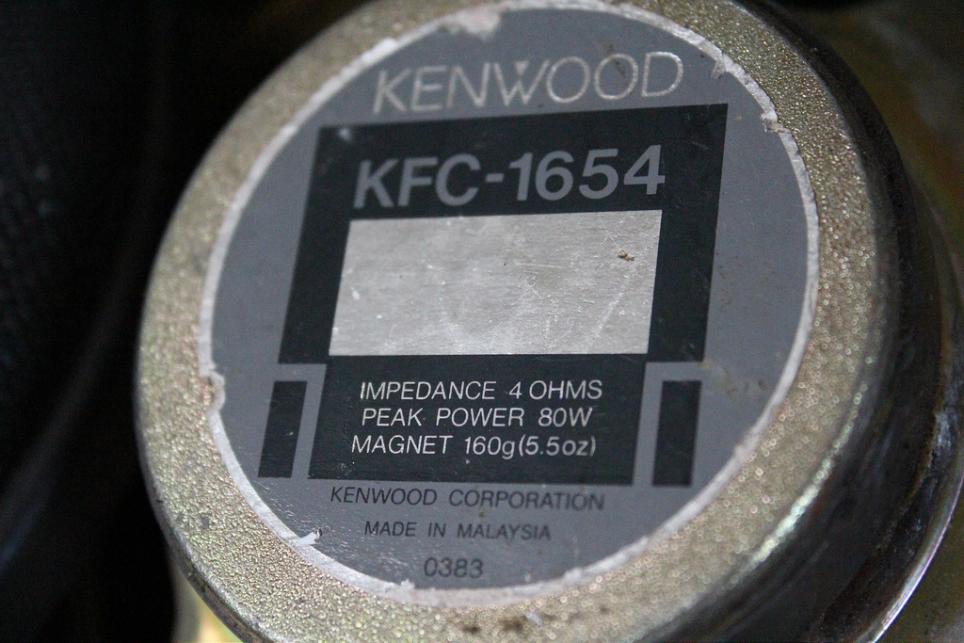 KENWOOD
KFC-1654
IMPEDANCE 4 OHMS
PEAK POWER 80W
MAGNET 160g(5.5oz)
KENWOOD CORPORATION
MADE IN MALAYSIA
0383